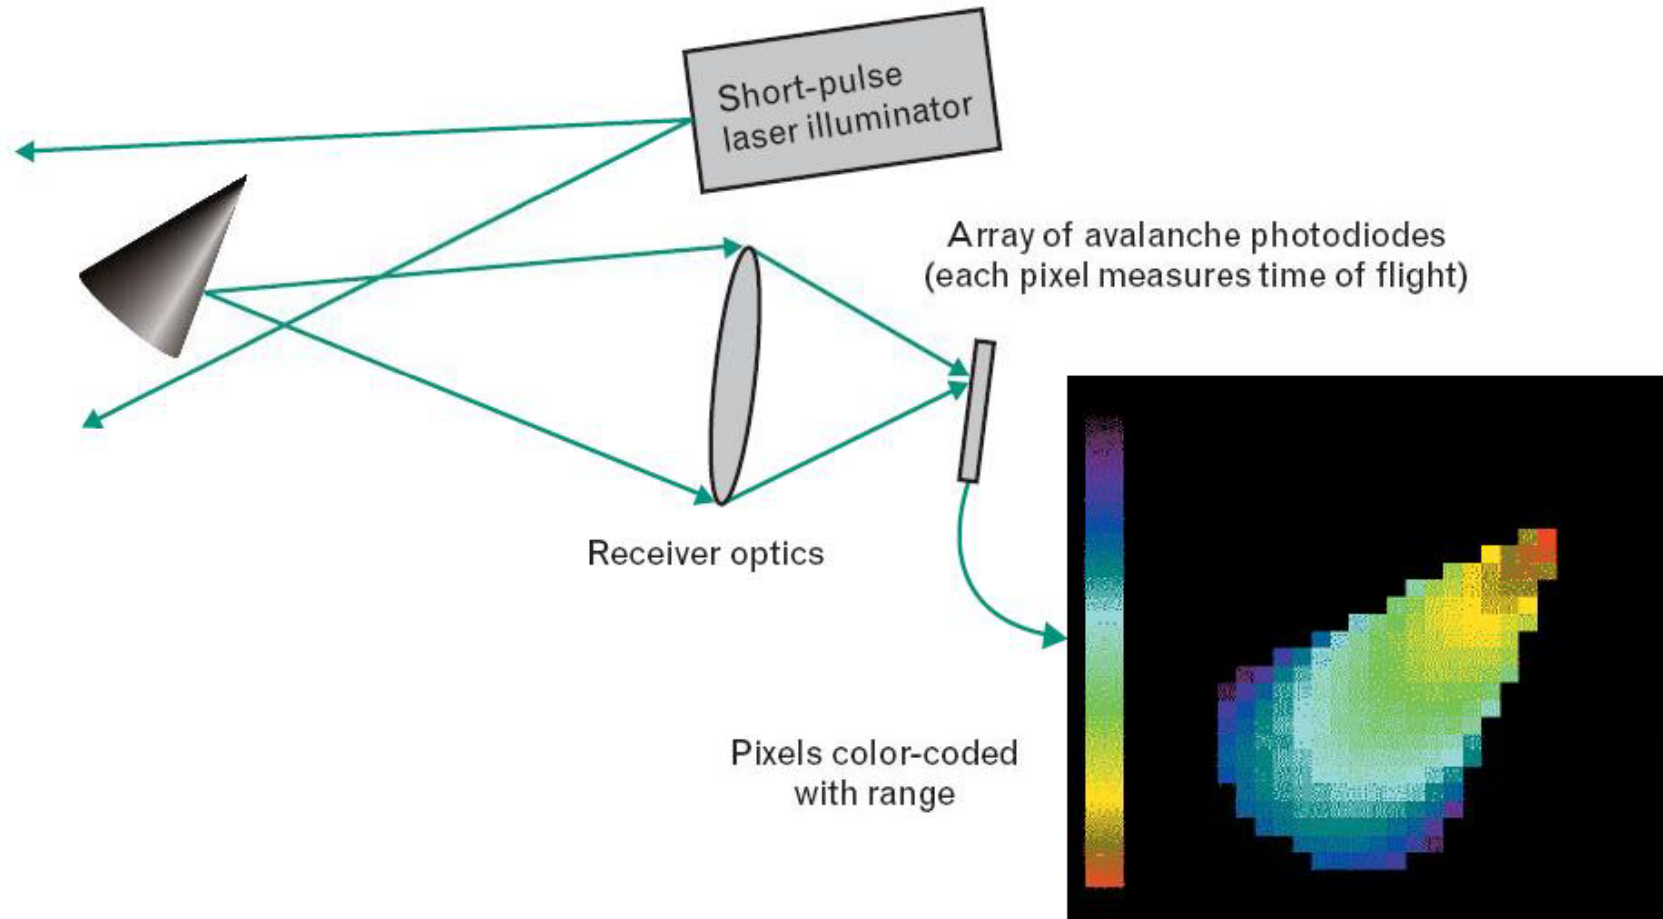 Short-pulse
laser illuminator
Array of avalanche photodiodes
(each pixel measures time of flight)
Receiver optics
Pixels color-coded
with range